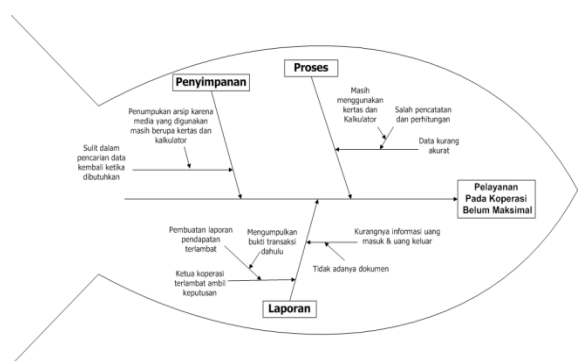 Proses
Penyimpanan
Masih
menggunakan
kertas dan
Kalkulator
Salah pencatatan
dan perhitungan
Penumpukan arsip karena
media yang digunakan
masih berupa kertas dan
kalkulator
Data kurang
akurat
Sulit dalam
pencarian data
kembali ketika
dibutuhkan
Pelayanan
Pada Koperasi
Belum Maksimal
Pembuatan laporan
pendapatan
terlambat
Mengumpulkan
bukti transaksi
dahulu
Kurangnya informasi uang
masuk & uang keluar
Tidak adanya dokumen
Ketua koperasi
terlambat ambil
keputusan
Laporan